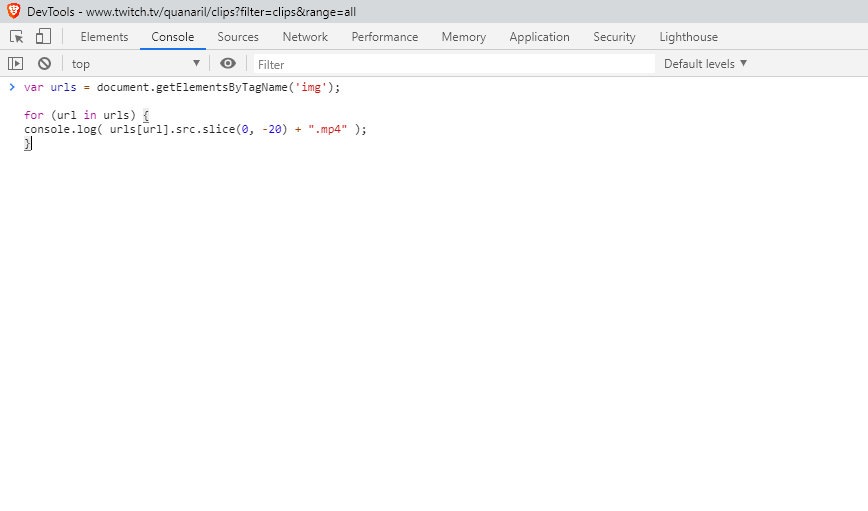 DevTools - www.twitch.tv/quanaril/clips?filter=clips&range=all
Elements Console Sources Network Performance Memory Application Security Lighthouse
top Filter Default levels
var urls = document.getElementsByTagName('img');
for (url in urls) {
console.log( urls[url].src.slice(0, -20) + ".mp4" );
}